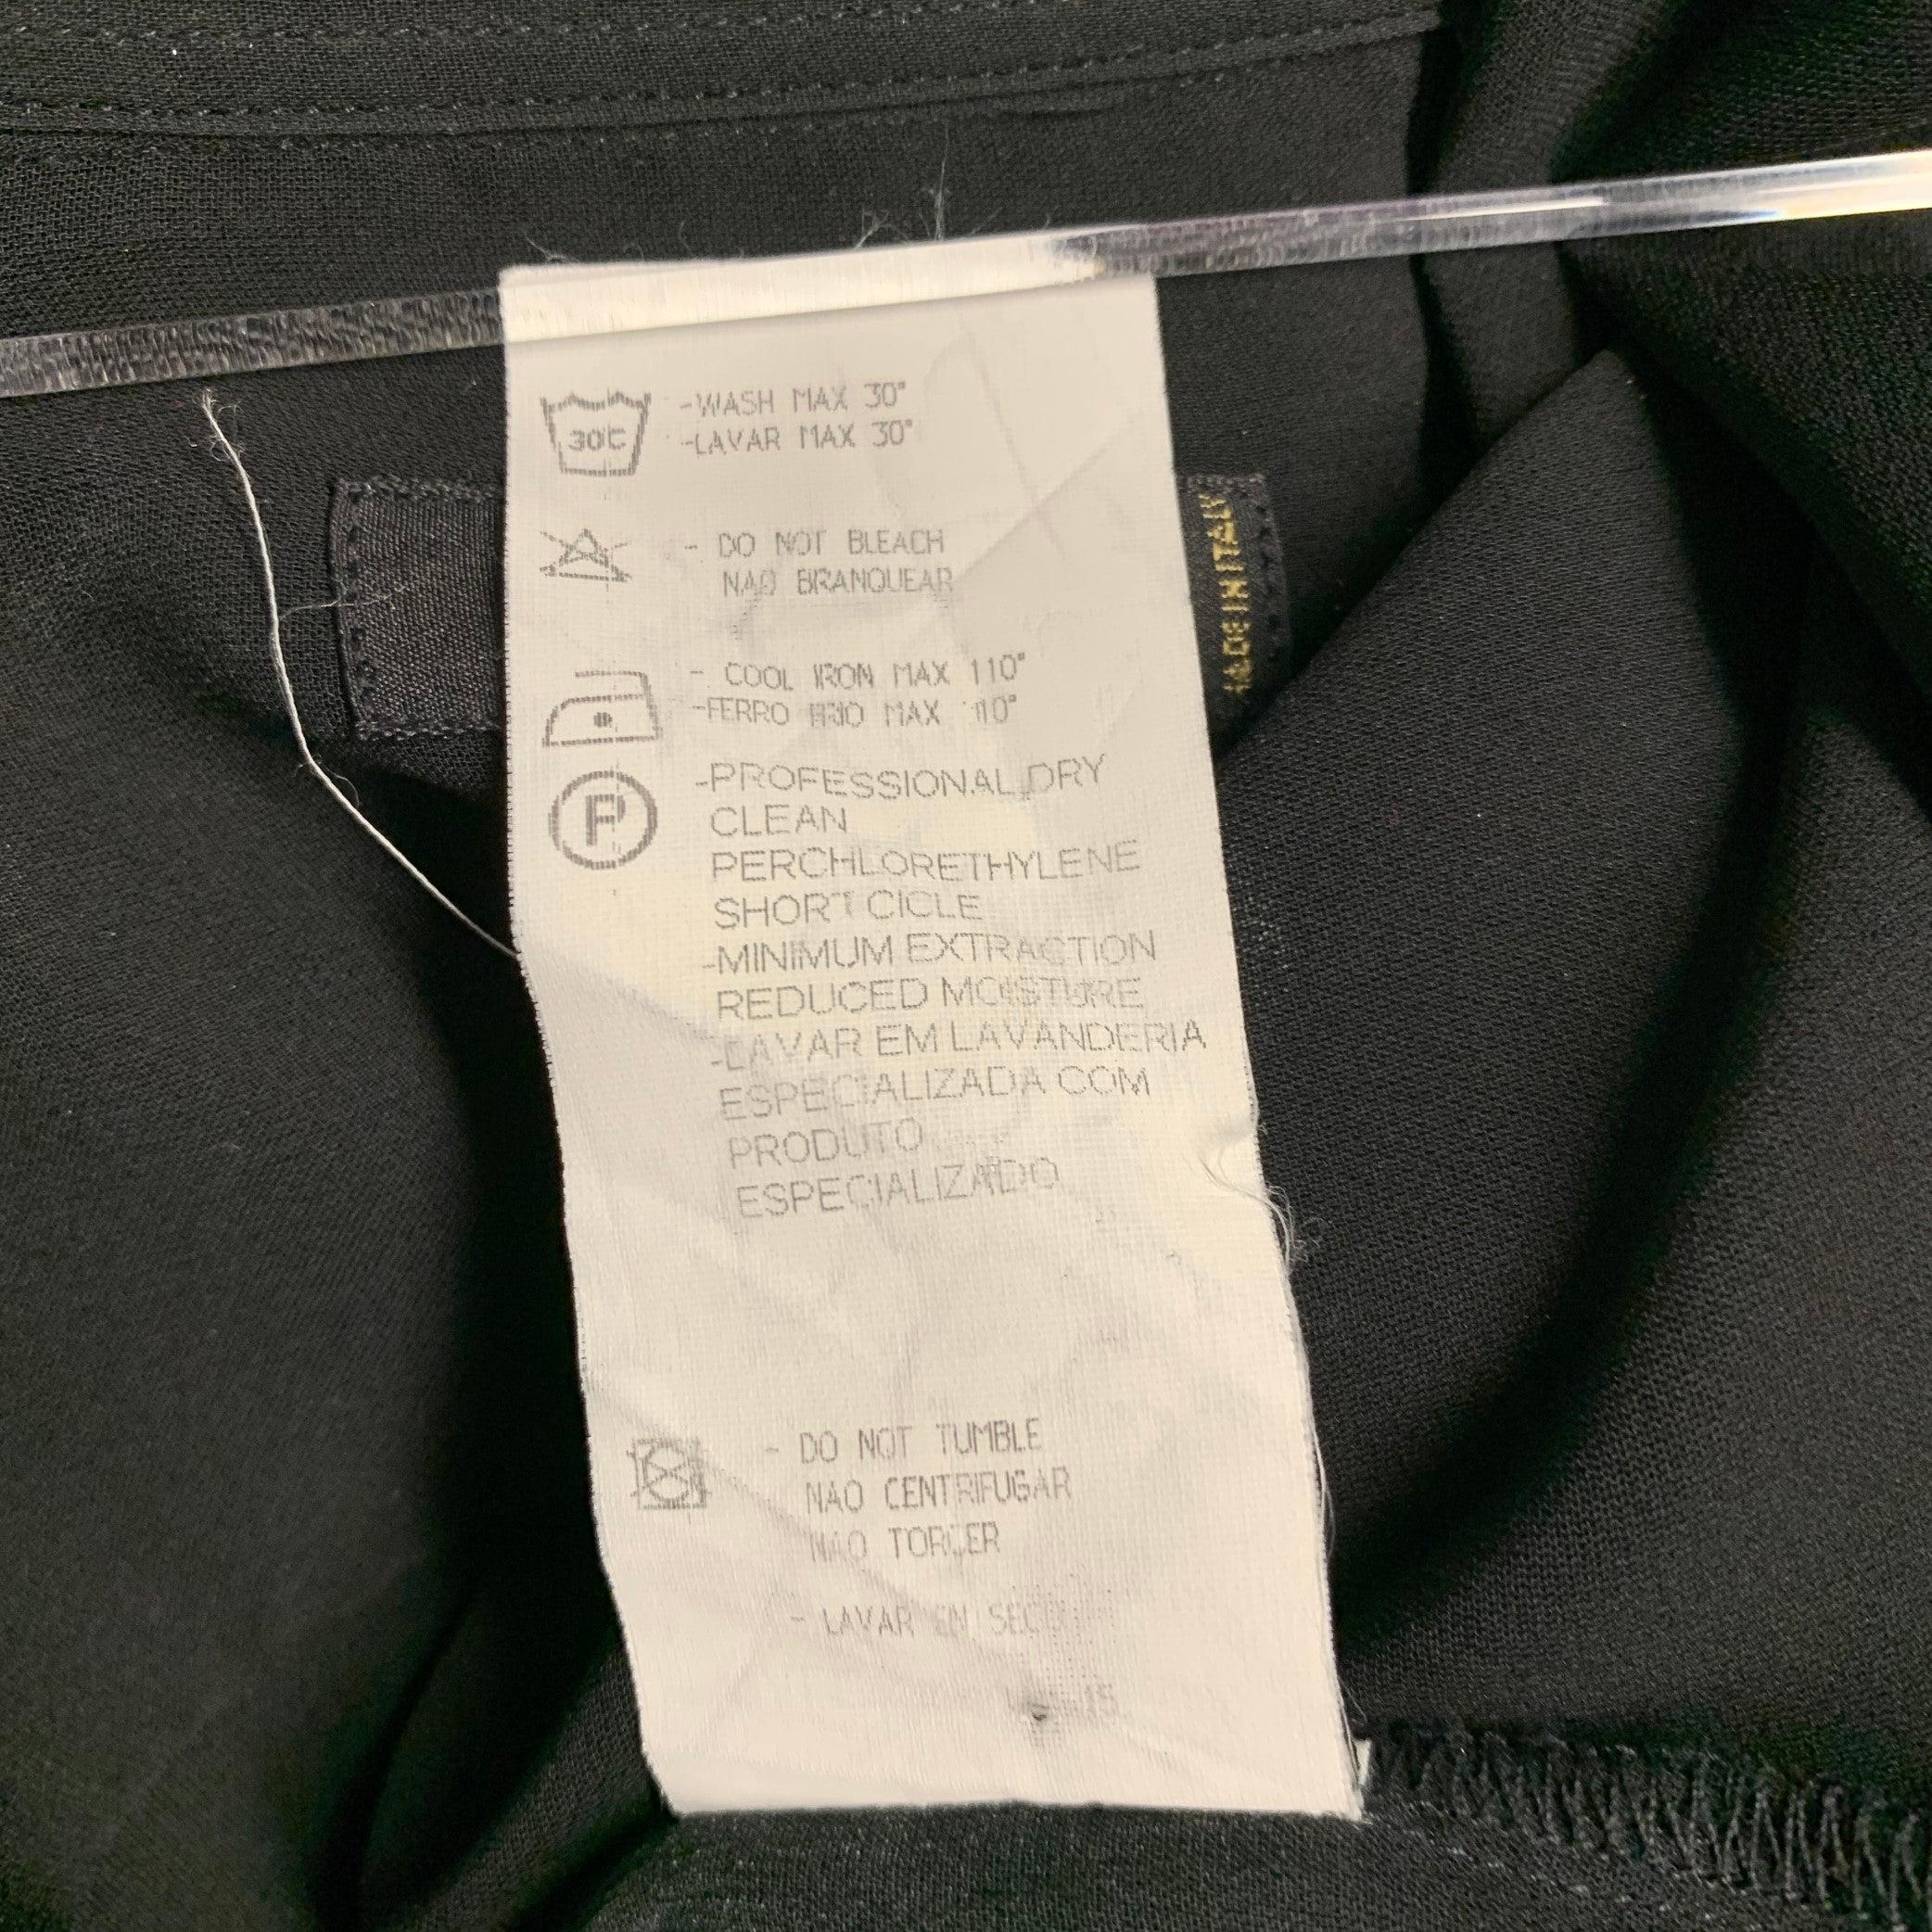 30C
-WASH MAX 30°
-LAVAR MAX 30°
- DO NOT BLEACH
NAO BRANQUEAR
- COOL IRON MAX 110°
-FERRO FRIO MAX 110°
P
-PROFESSIONAL DRY
CLEAN
PERCHLORETHYLENE
SHORT CICLE
-MINIMUM EXTRACTION
REDUCED MOISTURE
-LAVAR EM LAVANDERIA
ESPECIALIZADA COM
PRODUTO
ESPECIALIZADO
- DO NOT TUMBLE
NAO CENTRIFUGAR
NAO TORCER
- LAVAR EN SECO
MADE IN ITALY